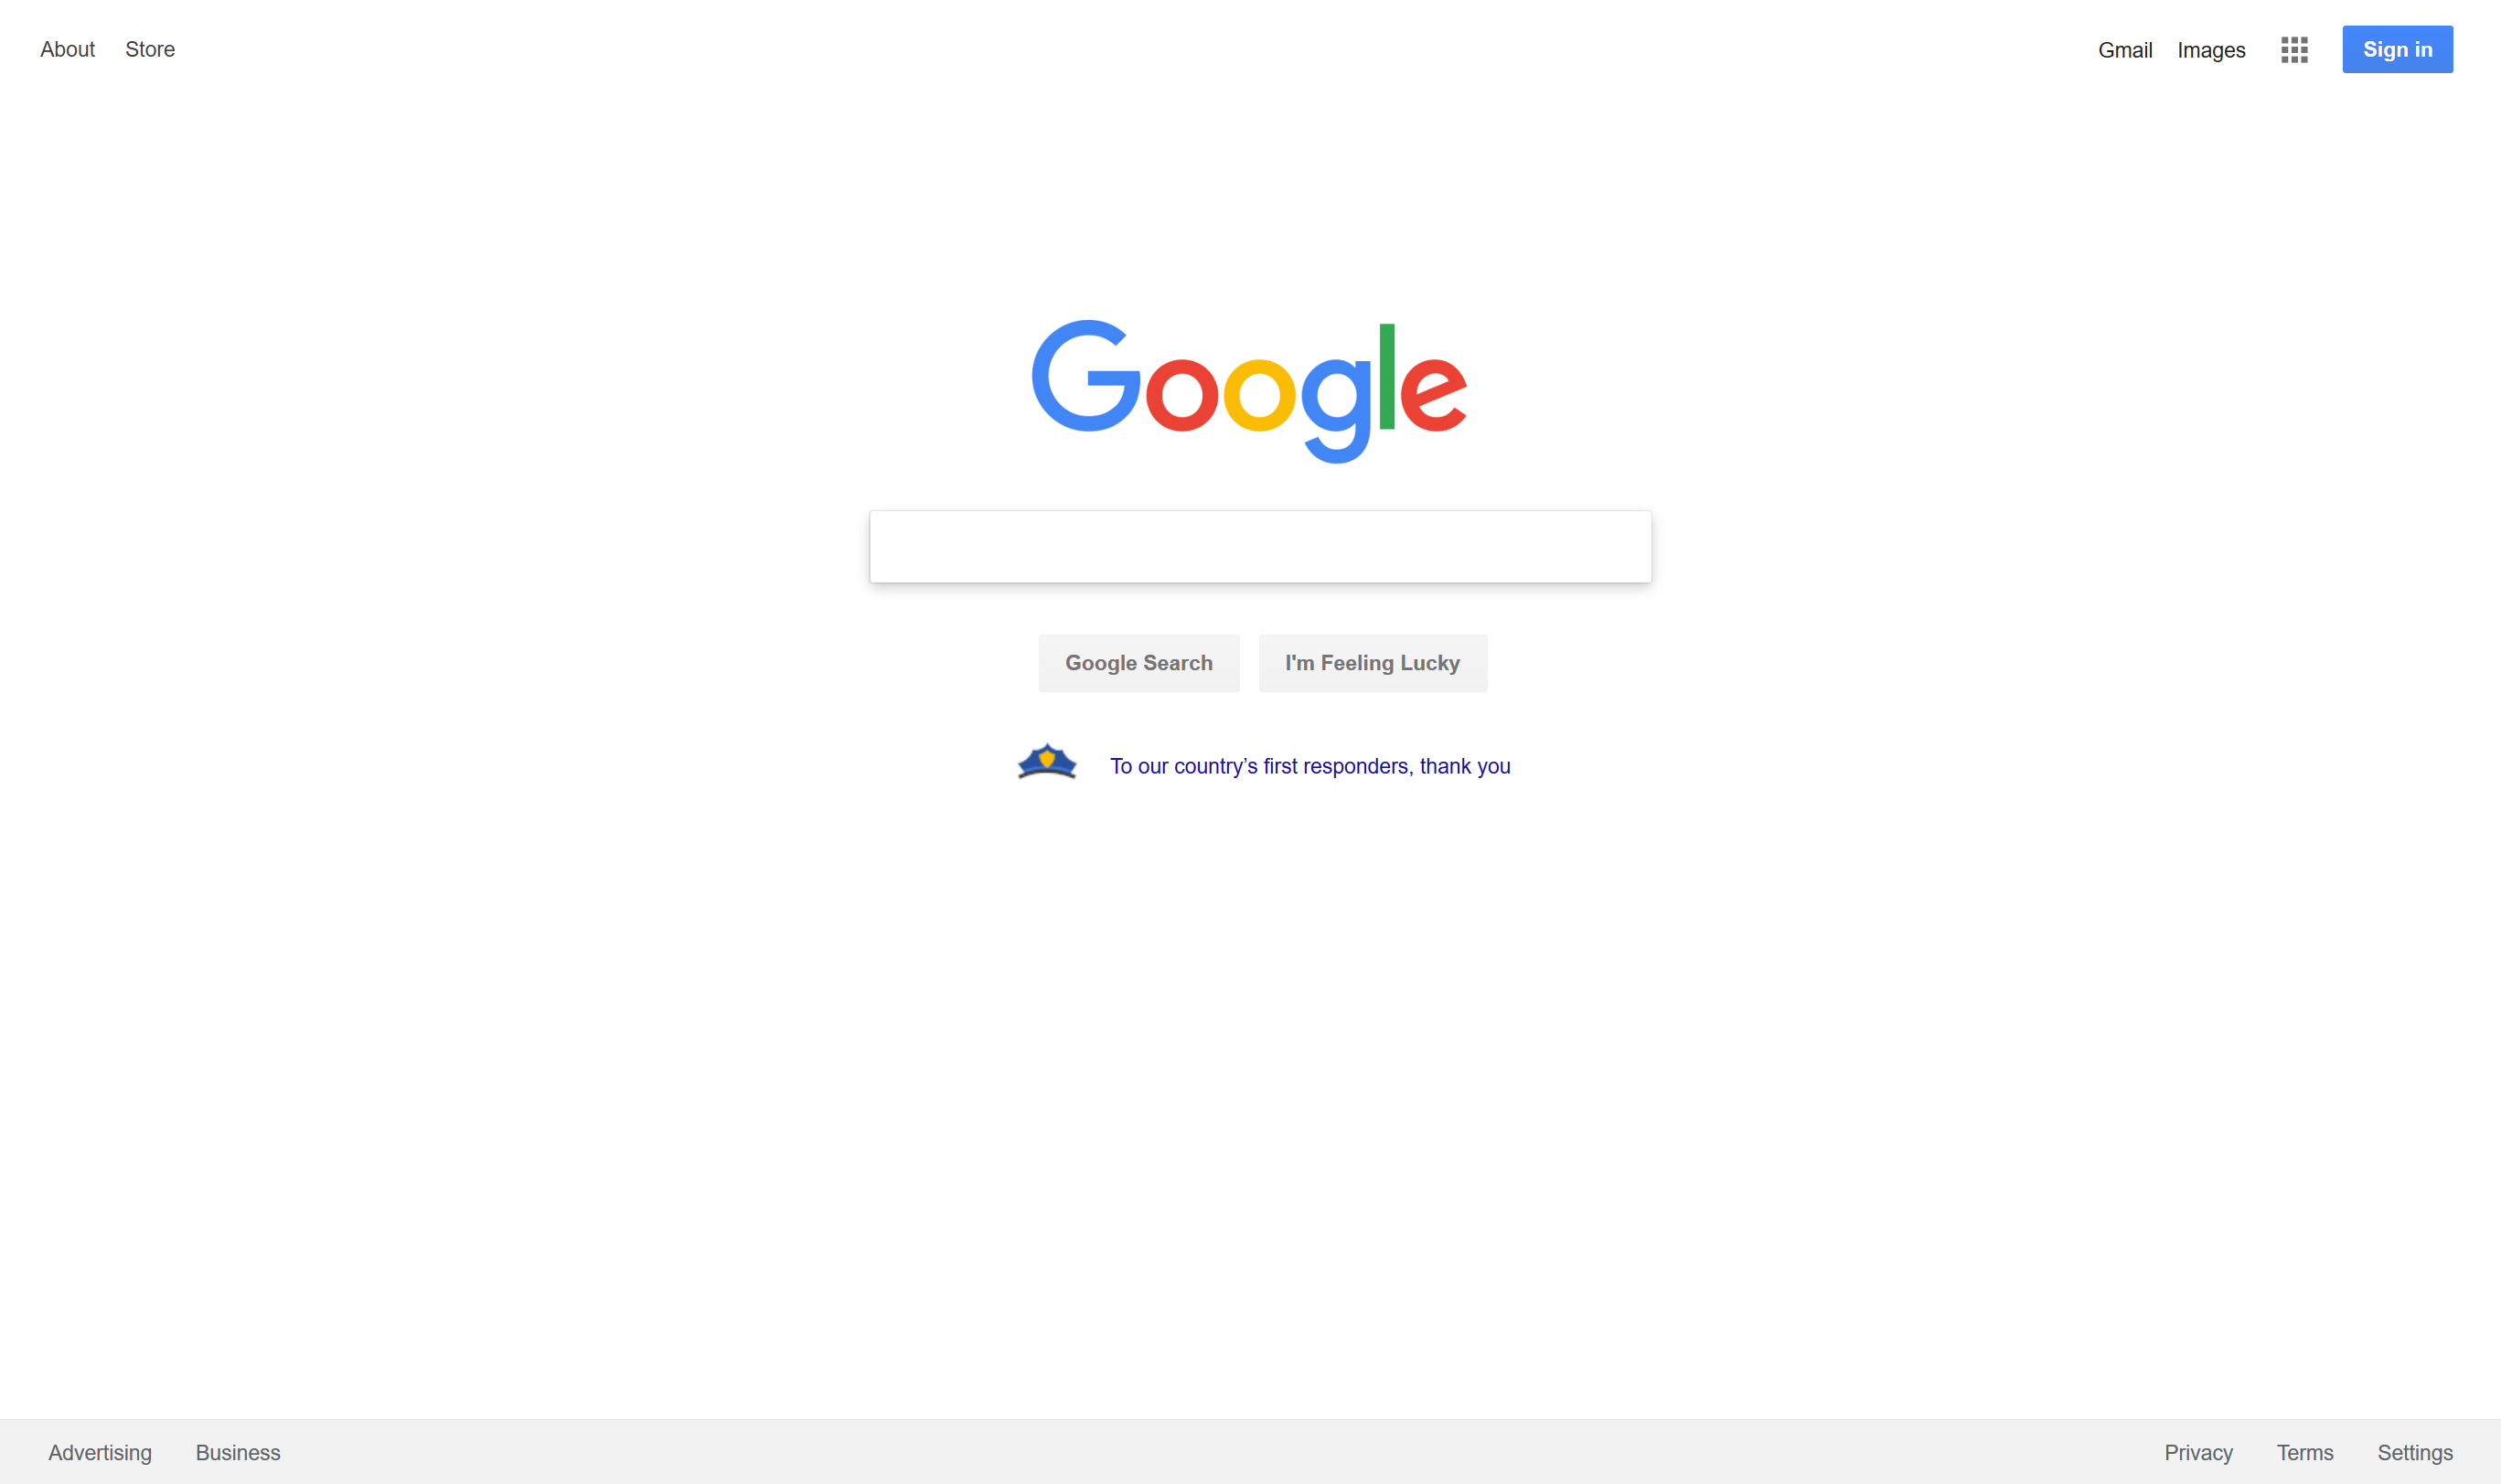 About Store Gmail Images Sign in
Google
Google Search I'm Feeling Lucky
To our country’s first responders, thank you
Advertising Business Privacy Terms Settings